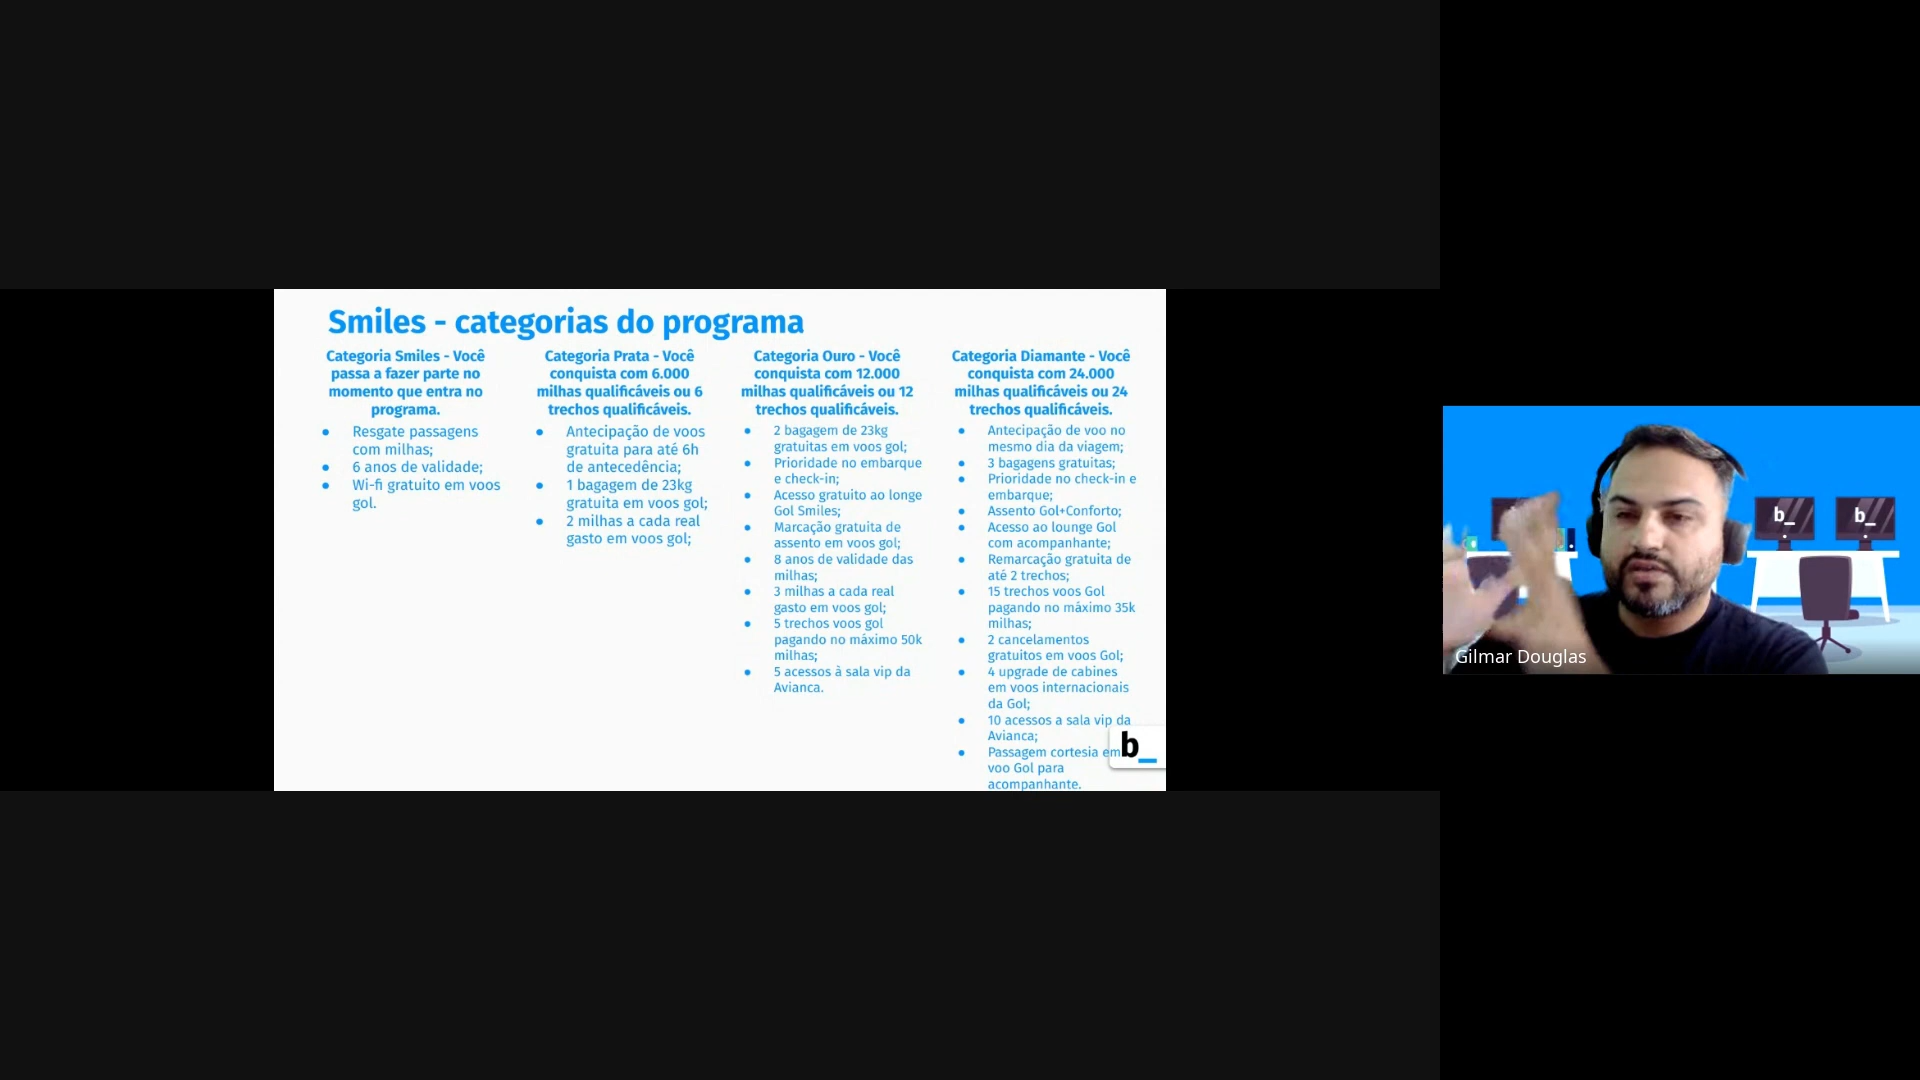 Smiles - categorias do programa
Categoria Smiles - Você
passa a fazer parte no
momento que entra no
programa.
● Resgate passagens
com milhas;
● 6 anos de validade;
● Wi-fi gratuito em voos
gol.
Categoria Prata - Você
conquista com 6.000
milhas qualificáveis ou 6
trechos qualificáveis.
● Antecipação de voos
gratuita para até 6h
de antecedência;
● 1 bagagem de 23kg
gratuita em voos gol;
● 2 milhas a cada real
gasto em voos gol;
Categoria Ouro - Você
conquista com 12.000
milhas qualificáveis ou 12
trechos qualificáveis.
● 2 bagagem de 23kg
gratuitas em voos gol;
● Prioridade no embarque
e check-in;
● Acesso gratuito ao longe
Gol Smiles;
● Marcação gratuita de
assento em voos gol;
● 8 anos de validade das
milhas;
● 3 milhas a cada real
gasto em voos gol;
● 5 trechos voos gol
pagando no máximo 50k
milhas;
● 5 acessos à sala vip da
Avianca.
Categoria Diamante - Você
conquista com 24.000
milhas qualificáveis ou 24
trechos qualificáveis.
● Antecipação de voo no
mesmo dia da viagem;
● 3 bagagens gratuitas;
● Prioridade no check-in e
embarque;
● Assento Gol+Conforto;
● Acesso ao lounge Gol
com acompanhante;
● Remarcação gratuita de
até 2 trechos;
● 15 trechos voos Gol
pagando no máximo 35k
milhas;
● 2 cancelamentos
gratuitos em voos Gol;
● 4 upgrade de cabines
em voos internacionais
da Gol;
● 10 acessos a sala vip da
Avianca;
● Passagem cortesia em
voo Gol para
acompanhante.
b_
b_
b_
Gilmar Douglas